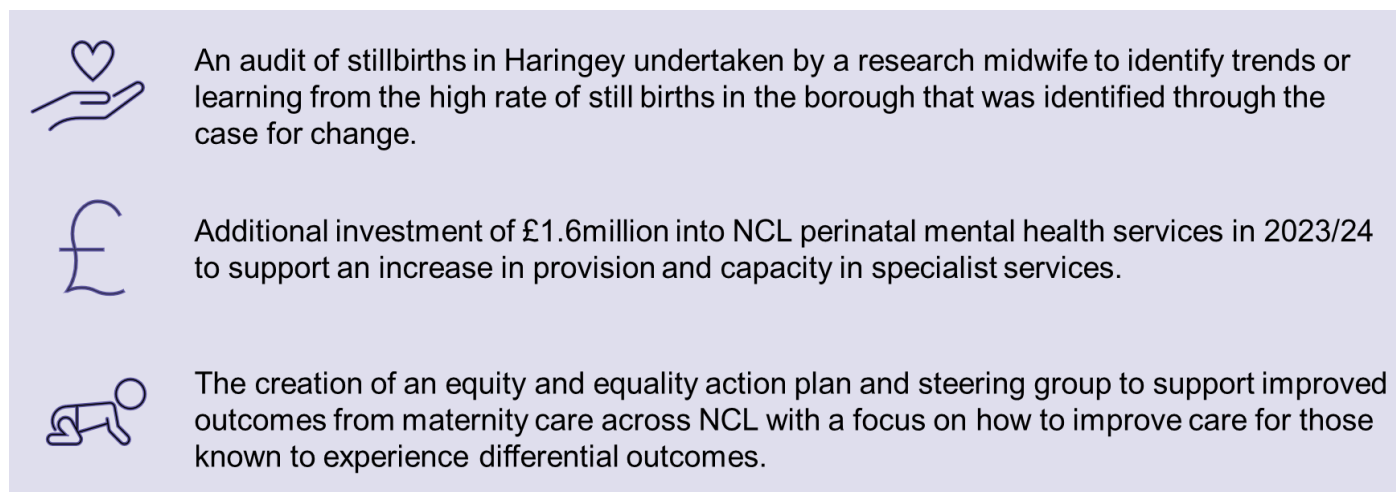 An audit of stillbirths in Haringey undertaken by a research midwife to identify trends or
learning from the high rate of still births in the borough that was identified through the
case for change.
Additional investment of £1.6million into NCL perinatal mental health services in 2023/24
to support an increase in provision and capacity in specialist services.
The creation of an equity and equality action plan and steering group to support improved
outcomes from maternity care across NCL with a focus on how to improve care for those
known to experience differential outcomes.